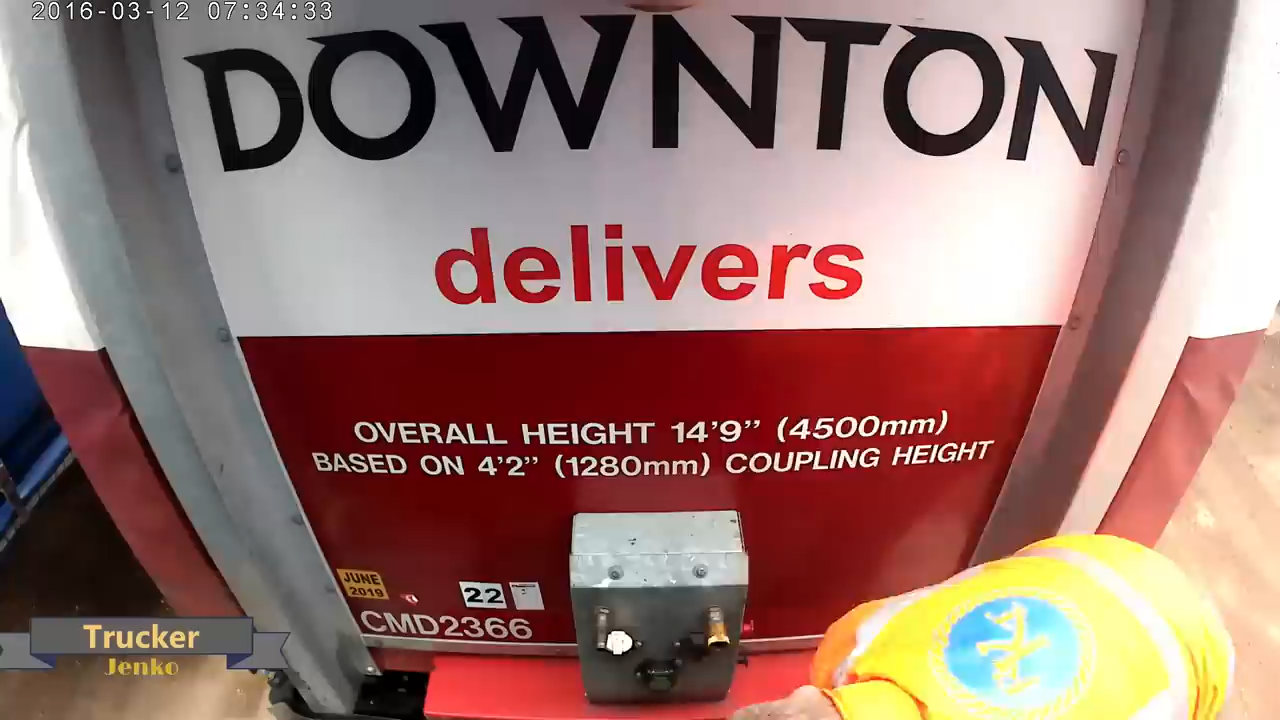 2016-03-12 07:34:33
DOWNTON
delivers
OVERALL HEIGHT 14'9" (4500mm)
BASED ON 4'2" (1280mm) COUPLING HEIGHT
JUNE
2019
22
CMD2366
Trucker
Jenko